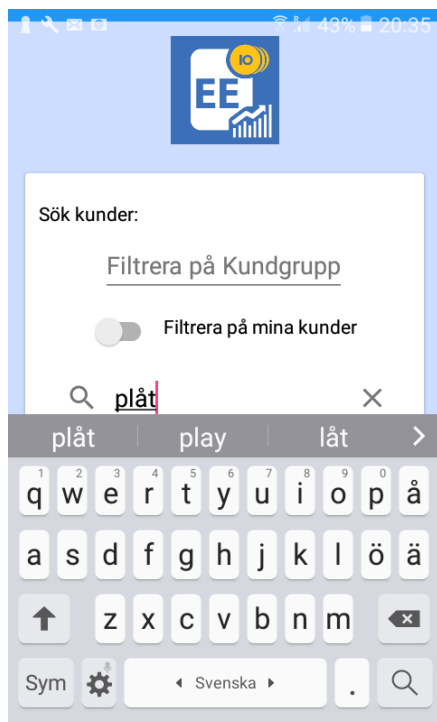 43% 20:35
10
EE
Sök kunder:
Filtrera på Kundgrupp
Filtrera på mina kunder
plåt
plåt play låt
1 2 3 4 5 6 7 8 9 0
q w e r t y u i o p å
a s d f g h j k l ö ä
z x c v b n m
Sym Svenska .